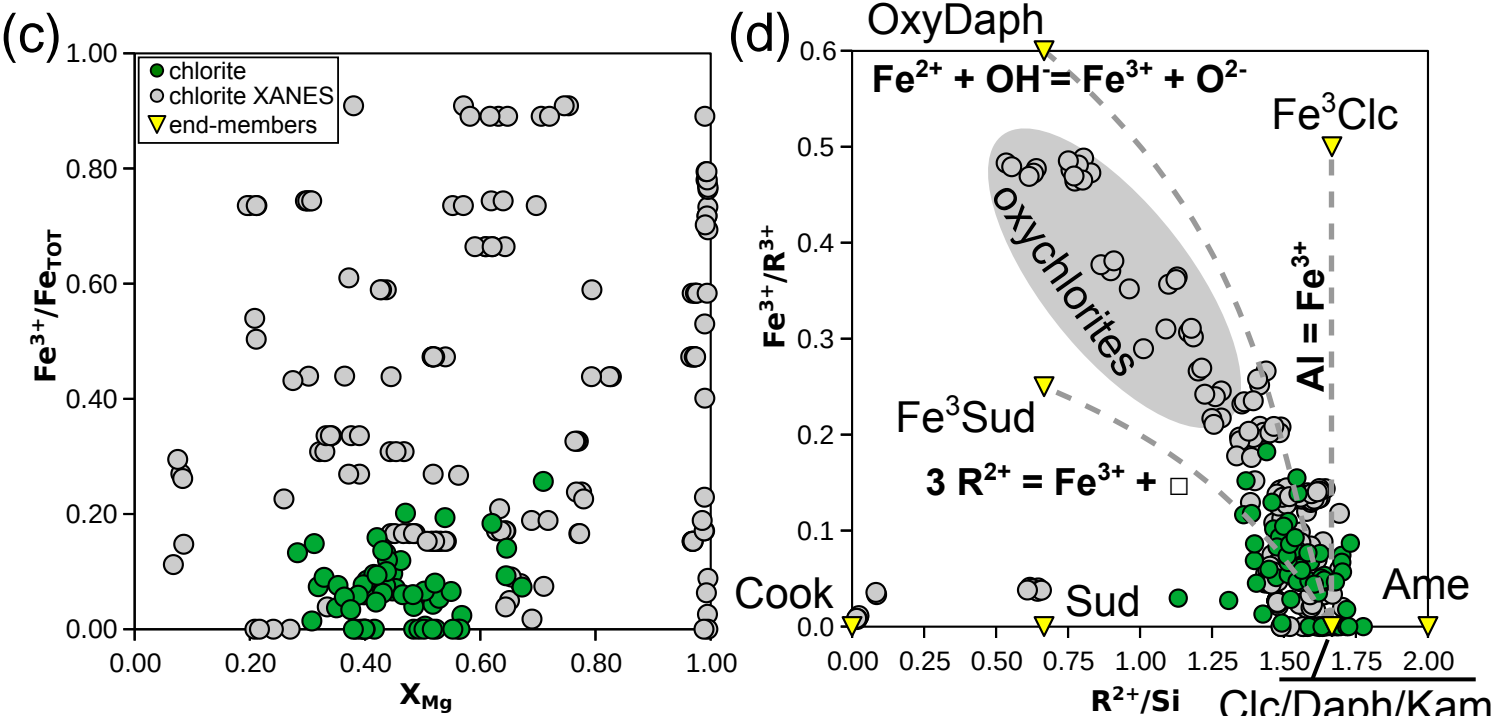 (c)
1.00
0.80
0.60
0.40
0.20
0.00
Fe³⁺/Fe_TOT
chlorite
chlorite XANES
end-members
0.00 0.20 0.40 0.60 0.80 1.00
X_Mg
(d)
OxyDaph
0.6
0.5
0.4
0.3
0.2
0.1
0.0
Fe³⁺/R³⁺
Fe²⁺ + OH⁻= Fe³⁺ + O²⁻
Fe³Clc
oxychlorites
Al = Fe³⁺
Fe³Sud
3 R²⁺ = Fe³⁺ + □
Cook
Sud
Ame
0.00 0.25 0.50 0.75 1.00 1.25 1.50 1.75 2.00
R²⁺/Si
Clc/Daph/Kam